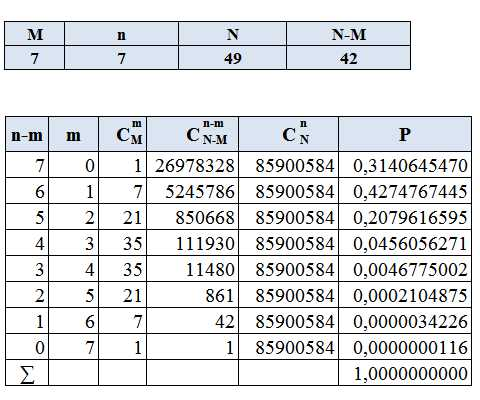 M n N N-M
7 7 49 42
n-m m C_M^m C_{N-M}^{n-m} C_N^n P
7 0 1 26978328 85900584 0,3140645470
6 1 7 5245786 85900584 0,4274767445
5 2 21 850668 85900584 0,2079616595
4 3 35 111930 85900584 0,0456056271
3 4 35 11480 85900584 0,0046775002
2 5 21 861 85900584 0,0002104875
1 6 7 42 85900584 0,0000034226
0 7 1 1 85900584 0,0000000116
∑ 1,0000000000